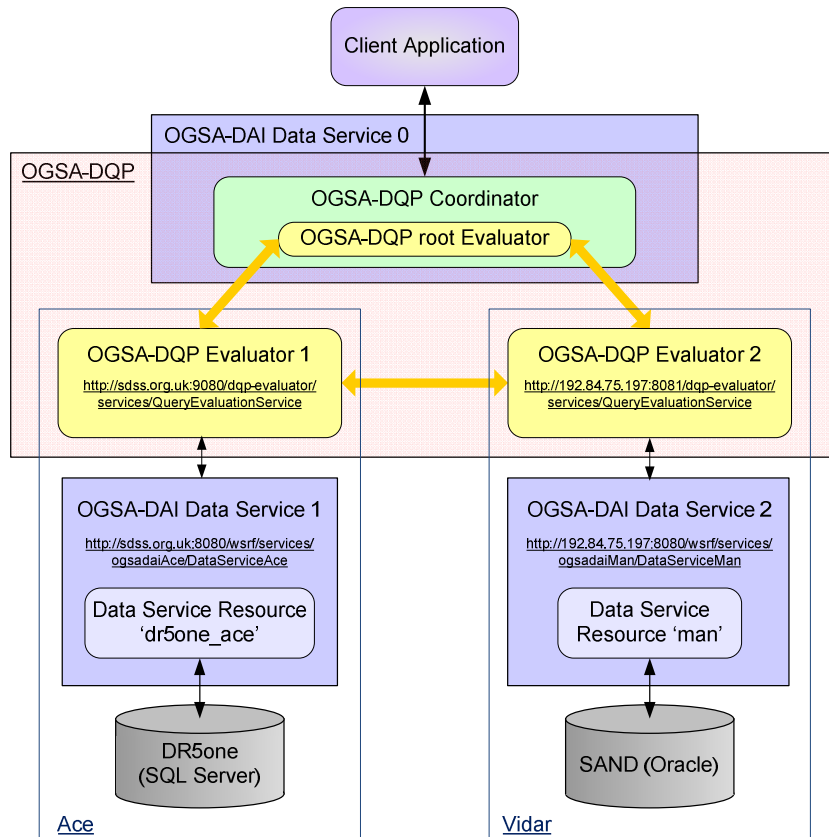 Client Application
OGSA-DAI Data Service 0
OGSA-DQP
OGSA-DQP Coordinator
OGSA-DQP root Evaluator
OGSA-DQP Evaluator 1
http://sdss.org.uk:9080/dqp-evaluator/
services/QueryEvaluationService
OGSA-DQP Evaluator 2
http://192.84.75.197:8081/dqp-evaluator/
services/QueryEvaluationService
OGSA-DAI Data Service 1
http://sdss.org.uk:8080/wsrf/services/
ogsadaiAce/DataServiceAce
Data Service Resource
‘dr5one_ace’
OGSA-DAI Data Service 2
http://192.84.75.197:8080/wsrf/services/
ogsadaiMan/DataServiceMan
Data Service
Resource ‘man’
DR5one
(SQL Server)
SAND (Oracle)
Ace
Vidar